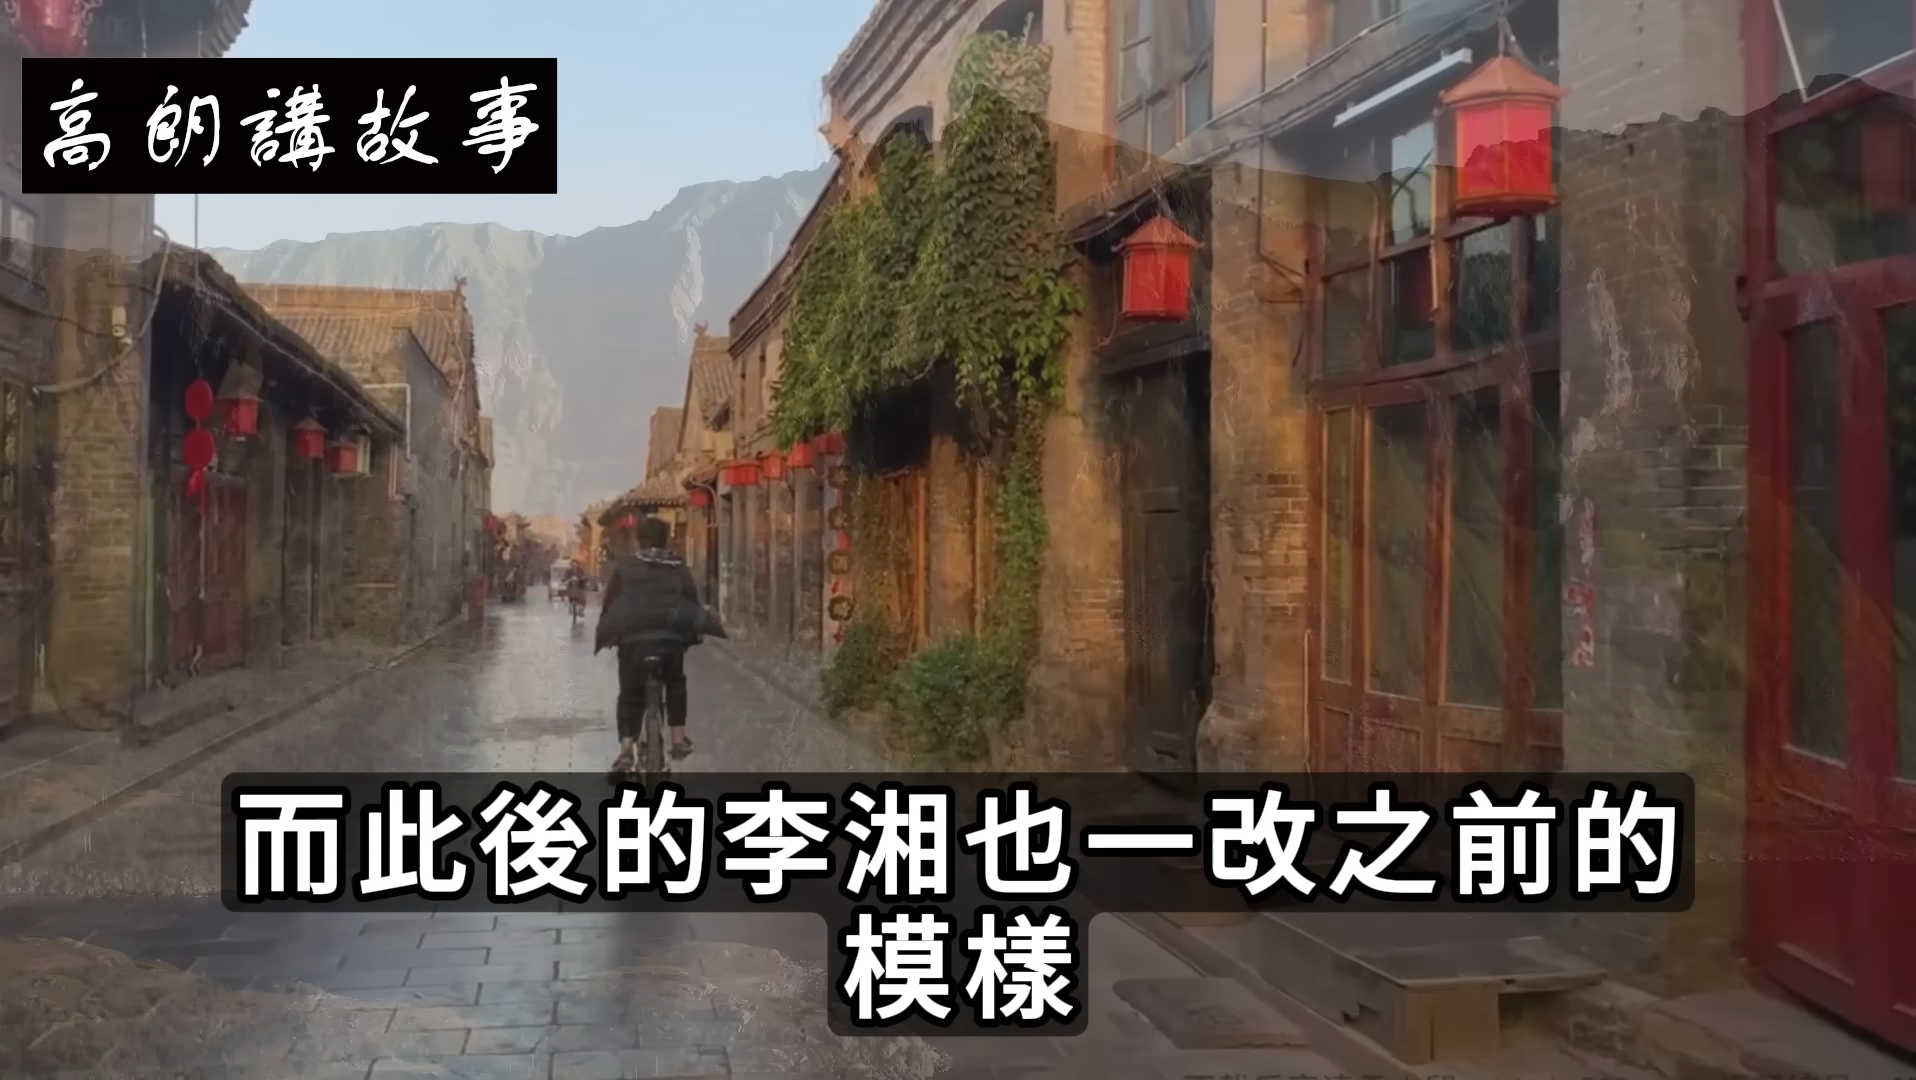 高朗講故事
而此後的李湘也一改之前的
模樣